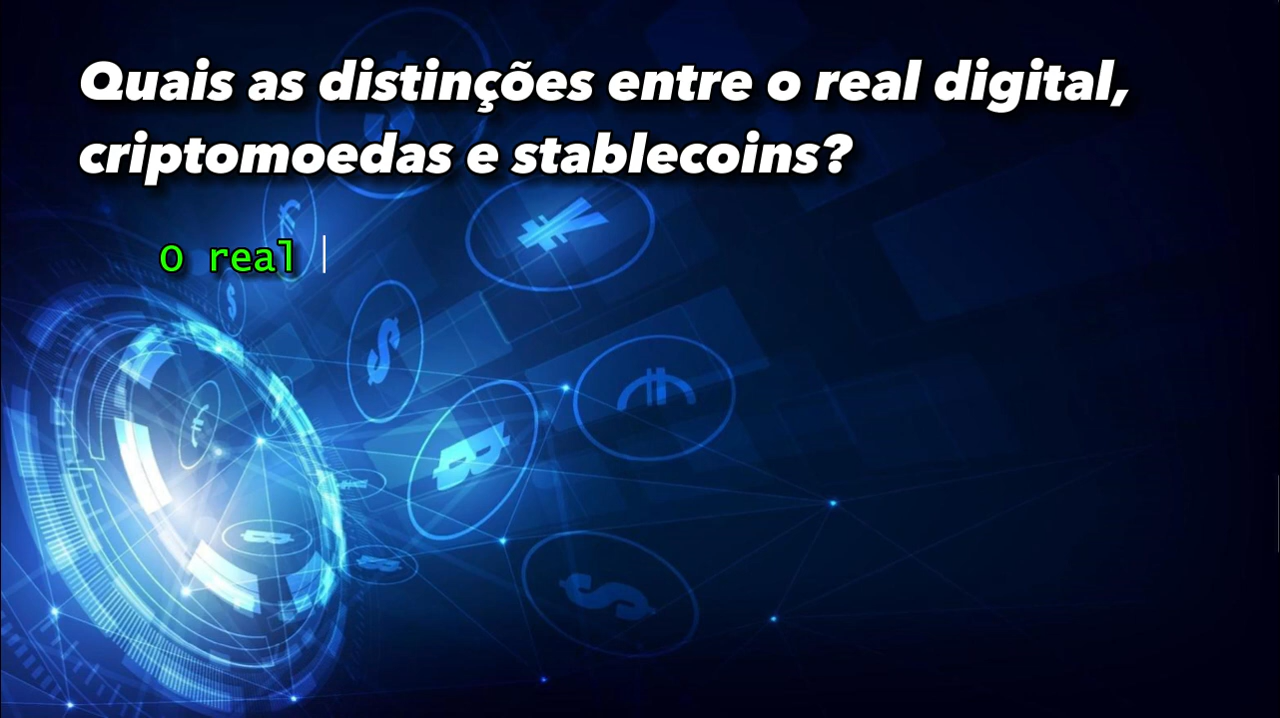 Quais as distinções entre o real digital,
criptomoedas e stablecoins?
O real